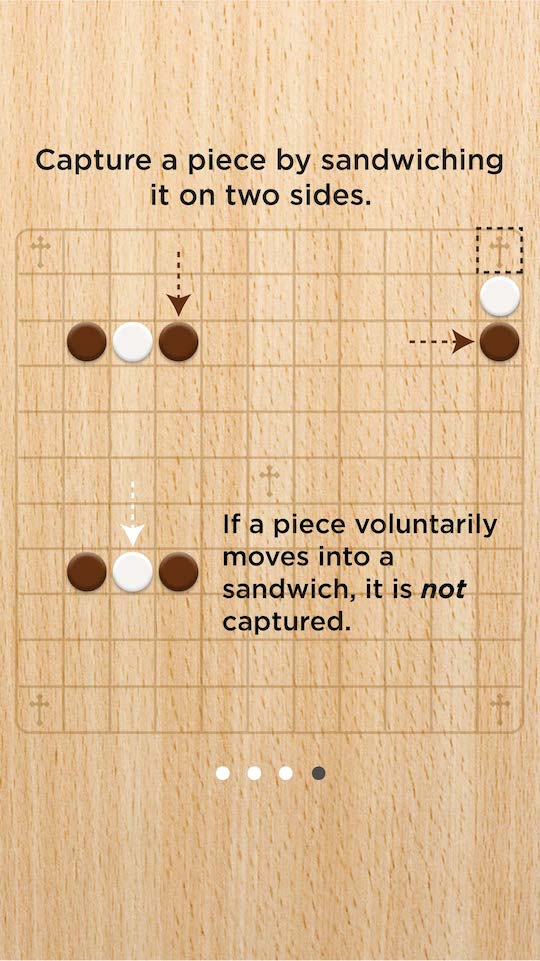 Capture a piece by sandwiching
it on two sides.
If a piece voluntarily
moves into a
sandwich, it is not
captured.